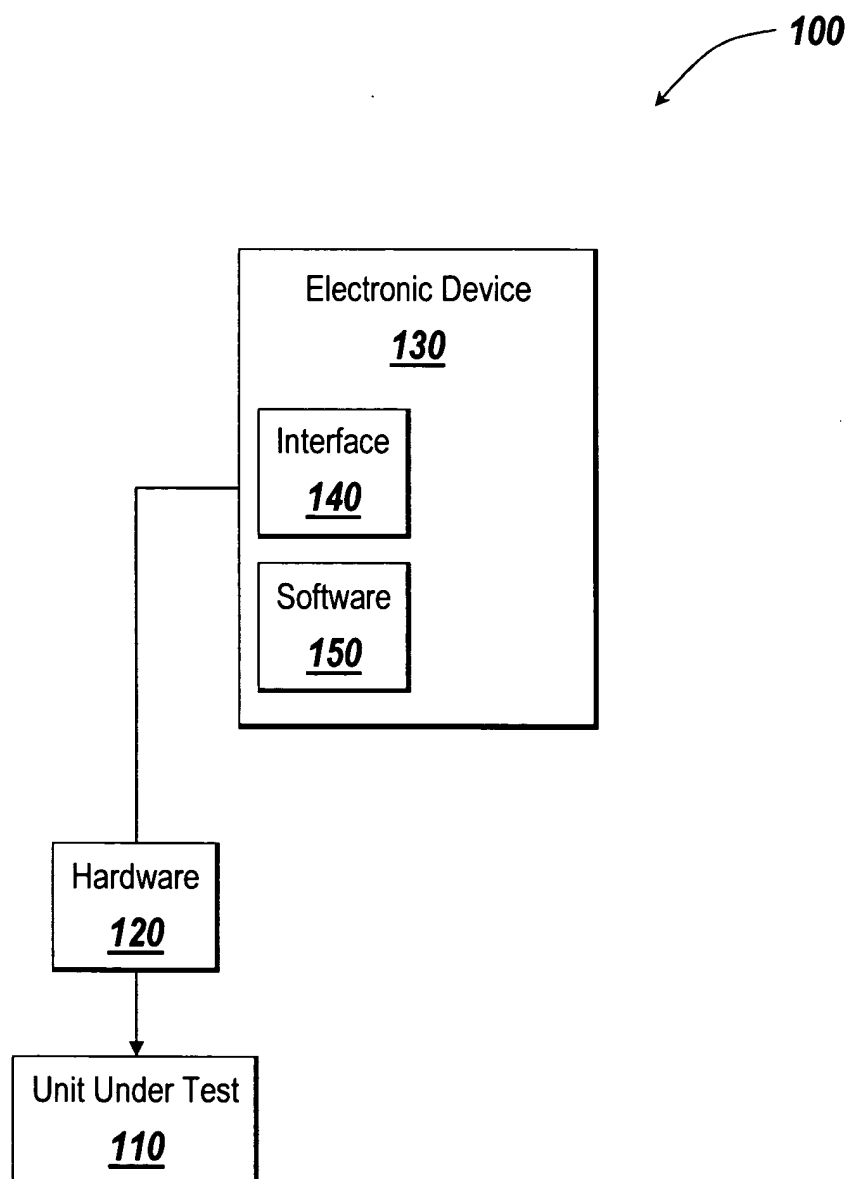 100
Electronic Device
130
Interface
140
Software
150
Hardware
120
Unit Under Test
110